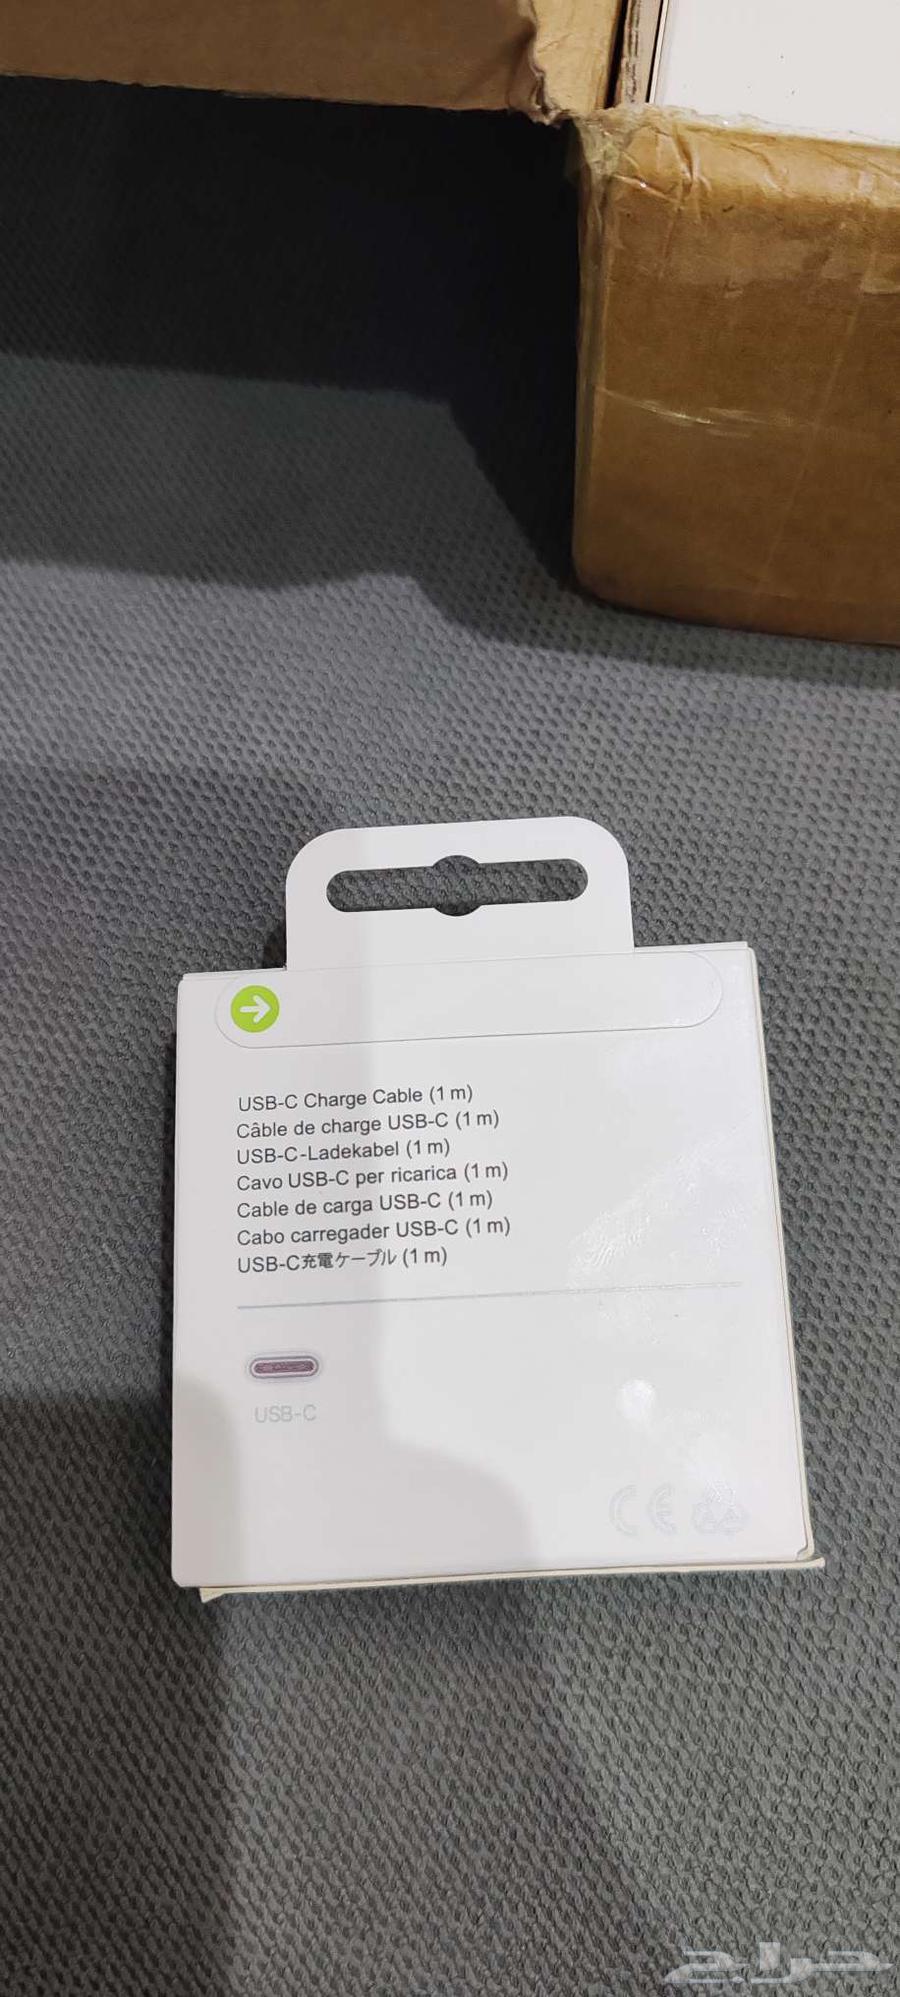 USB-C Charge Cable (1 m)
Câble de charge USB-C (1 m)
USB-C-Ladekabel (1 m)
Cavo USB-C per ricarica (1 m)
Cable de carga USB-C (1 m)
Cabo carregader USB-C (1 m)
USB-C充電ケーブル (1 m)
USB-C
CE
حراج